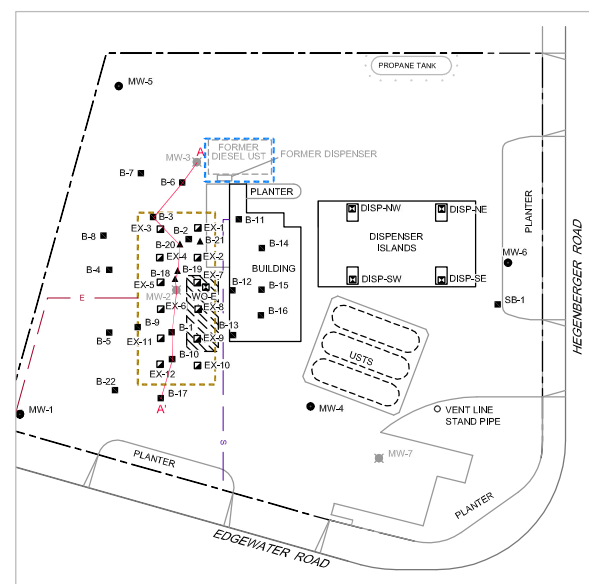 PROPANE TANK
MW-5
FORMER
DIESEL UST
FORMER DISPENSER
A
MW-3
B-7
B-6
PLANTER
B-3
B-11
EX-3
EX-1
B-2
B-21
B-20
B-8
EX-4
EX-2
B-14
BUILDING
DISP-NW
DISP-NE
DISPENSER
ISLANDS
DISP-SW
DISP-SE
PLANTER
HEGENBERGER ROAD
MW-6
SB-1
B-4
B-18
B-19
EX-7
EX-5
MW-2
WO-E
B-12
B-15
E
EX-6
EX-8
B-16
B-9
B-1
B-13
B-5
EX-11
EX-9
B-10
EX-12
EX-10
USTS
B-22
B-17
A'
MW-1
MW-4
VENT LINE
STAND PIPE
S
MW-7
PLANTER
PLANTER
EDGEWATER ROAD